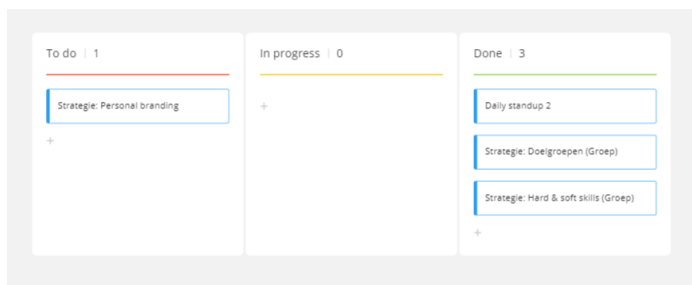 To do | 1
Strategie: Personal branding
+
In progress | 0
+
Done | 3
Daily standup 2
Strategie: Doelgroepen (Groep)
Strategie: Hard & soft skills (Groep)
+